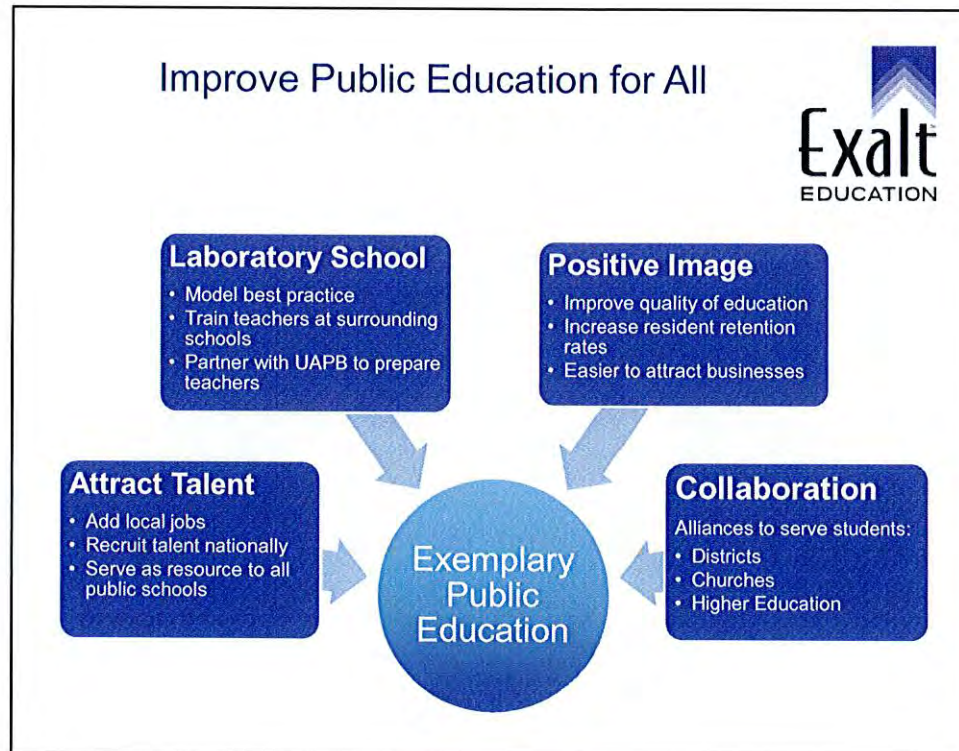 Improve Public Education for All
Exalt
EDUCATION
Laboratory School
• Model best practice
• Train teachers at surrounding
schools
• Partner with UAPB to prepare
teachers
Positive Image
• Improve quality of education
• Increase resident retention
rates
• Easier to attract businesses
Attract Talent
• Add local jobs
• Recruit talent nationally
• Serve as resource to all
public schools
Exemplary
Public
Education
Collaboration
Alliances to serve students:
• Districts
• Churches
• Higher Education